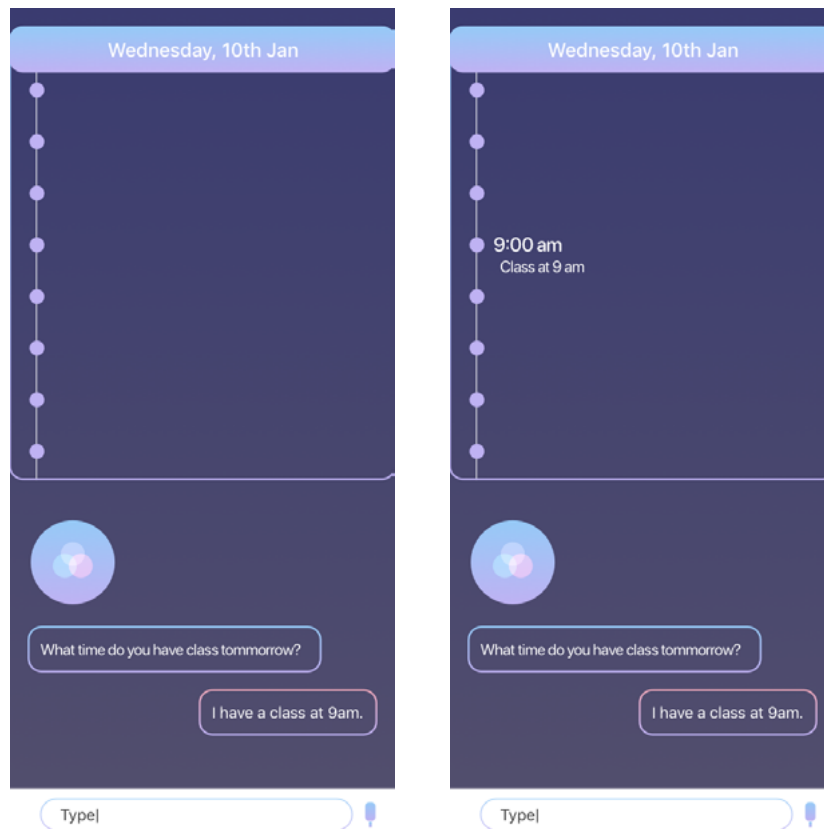 Wednesday, 10th Jan
What time do you have class tommorrow?
I have a class at 9am.
Type|
Wednesday, 10th Jan
9:00 am
Class at 9 am
What time do you have class tommorrow?
I have a class at 9am.
Type|